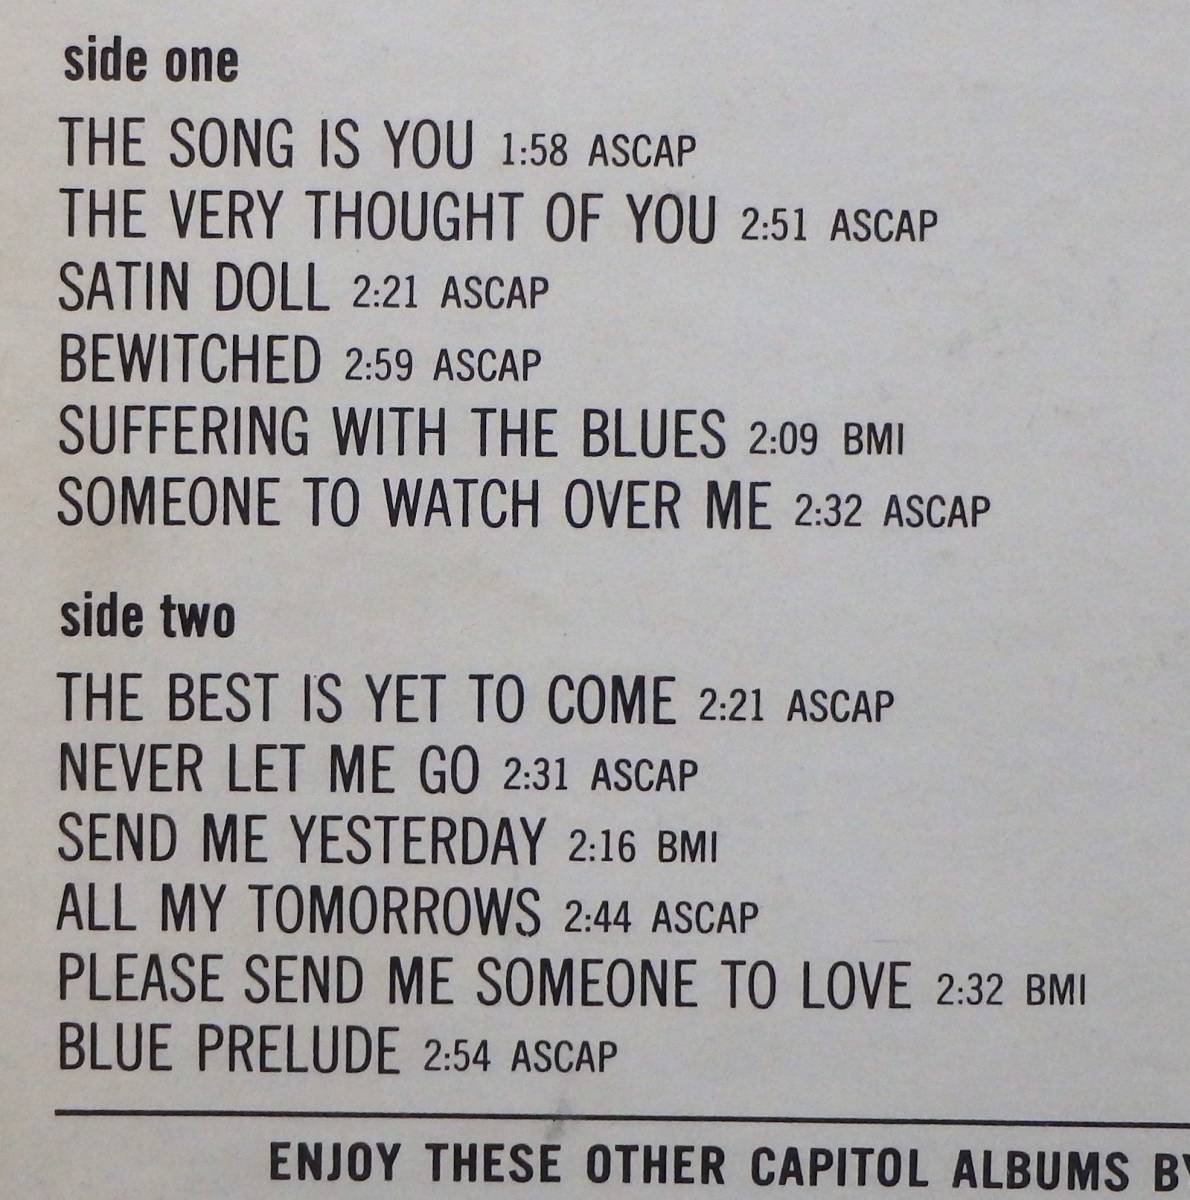 side one
THE SONG IS YOU 1:58 ASCAP
THE VERY THOUGHT OF YOU 2:51 ASCAP
SATIN DOLL 2:21 ASCAP
BEWITCHED 2:59 ASCAP
SUFFERING WITH THE BLUES 2:09 BMI
SOMEONE TO WATCH OVER ME 2:32 ASCAP
side two
THE BEST IS YET TO COME 2:21 ASCAP
NEVER LET ME GO 2:31 ASCAP
SEND ME YESTERDAY 2:16 BMI
ALL MY TOMORROWS 2:44 ASCAP
PLEASE SEND ME SOMEONE TO LOVE 2:32 BMI
BLUE PRELUDE 2:54 ASCAP
ENJOY THESE OTHER CAPITOL ALBUMS BY